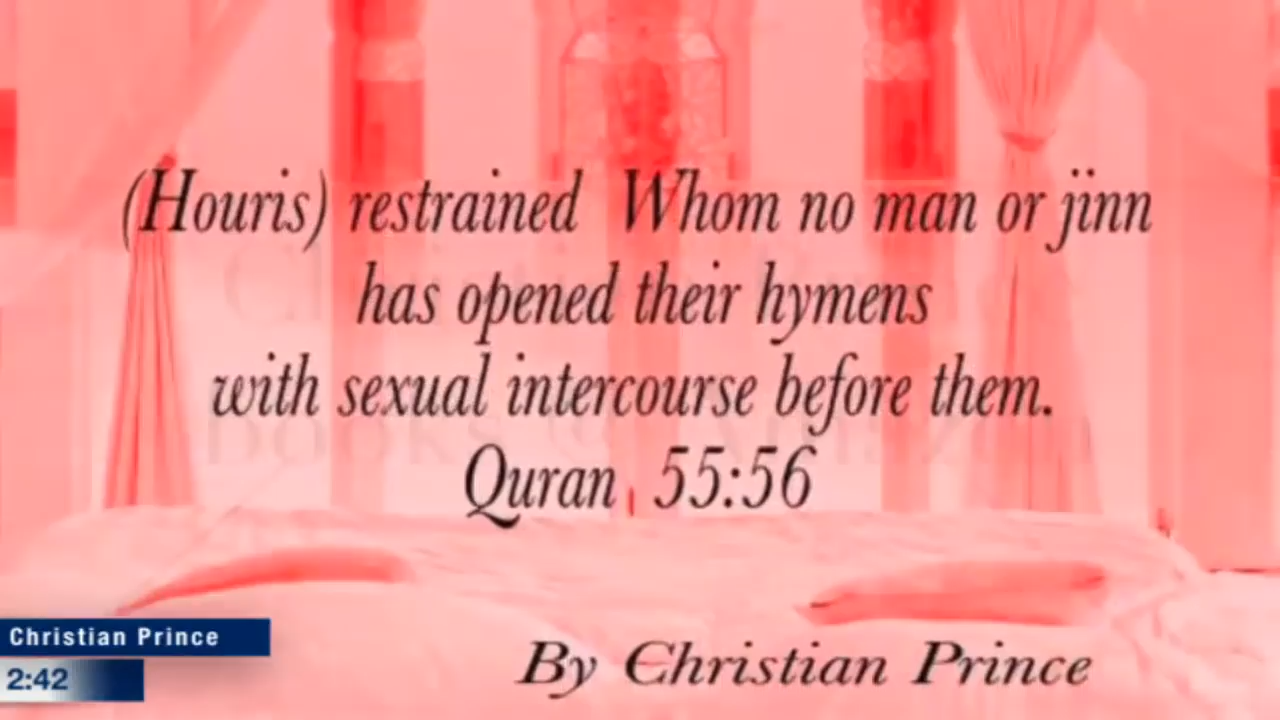 (Houris) restrained Whom no man or jinn
has opened their hymens
with sexual intercourse before them.
Quran 55:56
Christian Prince
2:42
By Christian Prince